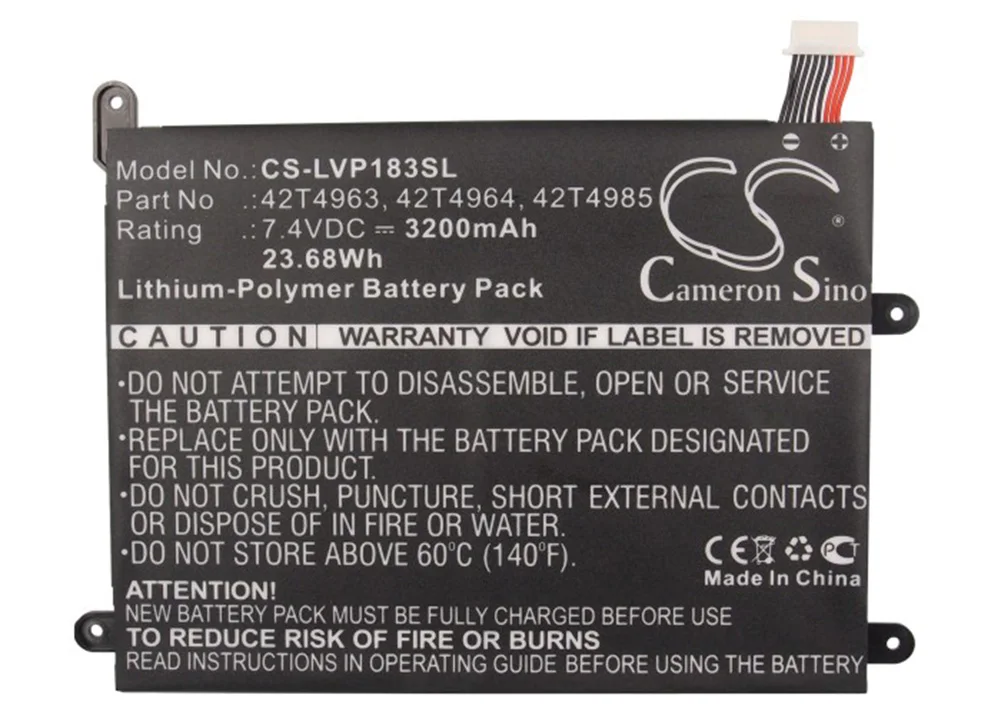 Model No.: CS-LVP183SL
Part No .: 42T4963, 42T4964, 42T4985
Rating .: 7.4VDC ⎓ 3200mAh
23.68Wh
Lithium-Polymer Battery Pack
Cameron Sino ®
CAUTION WARRANTY VOID IF LABEL IS REMOVED
•DO NOT ATTEMPT TO DISASSEMBLE, OPEN OR SERVICE
THE BATTERY PACK.
•REPLACE ONLY WITH THE BATTERY PACK DESIGNATED
FOR THIS PRODUCT.
•DO NOT CRUSH, PUNCTURE, SHORT EXTERNAL CONTACTS
OR DISPOSE OF IN FIRE OR WATER.
•DO NOT STORE ABOVE 60°C (140°F).
CE
Made In China
ATTENTION!
NEW BATTERY PACK MUST BE FULLY CHARGED BEFORE USE
TO REDUCE RISK OF FIRE OR BURNS
READ INSTRUCTIONS IN OPERATING GUIDE BEFORE USING THE BATTERY